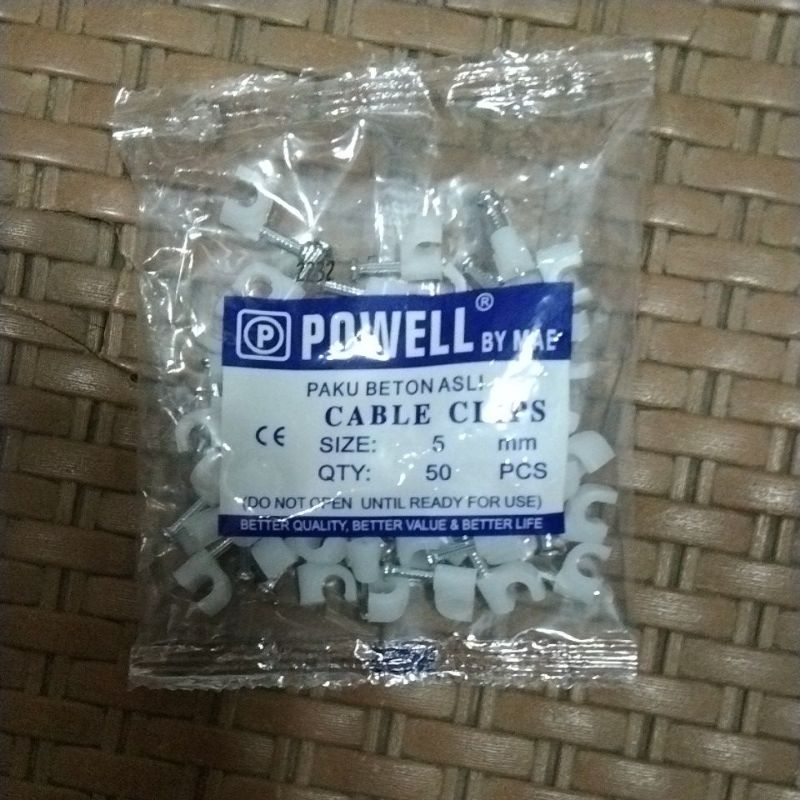 2232
P POWELL® BY MAE
PAKU BETON ASLI
CABLE CLIPS
CE SIZE: 5 mm
QTY: 50 PCS
(DO NOT OPEN UNTIL READY FOR USE)
BETTER QUALITY, BETTER VALUE & BETTER LIFE